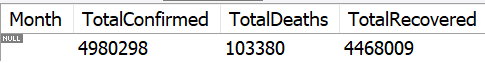 Month TotalConfirmed TotalDeaths TotalRecovered
NULL 4980298 103380 4468009